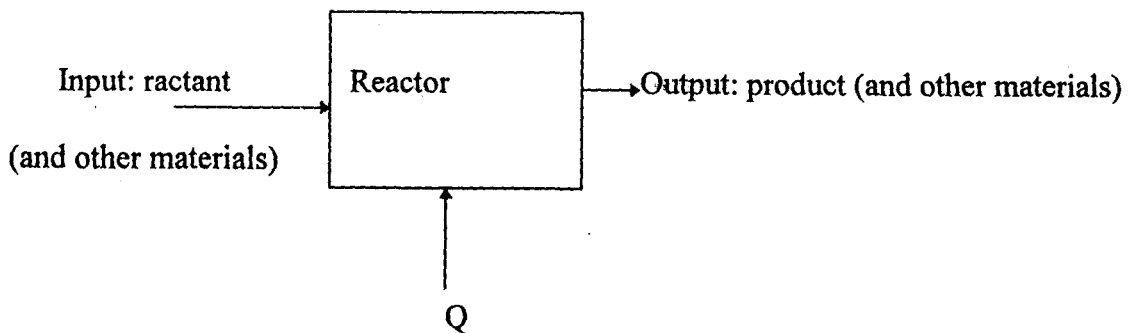 Input: ractant
(and other materials)
Reactor
Output: product (and other materials)
Q